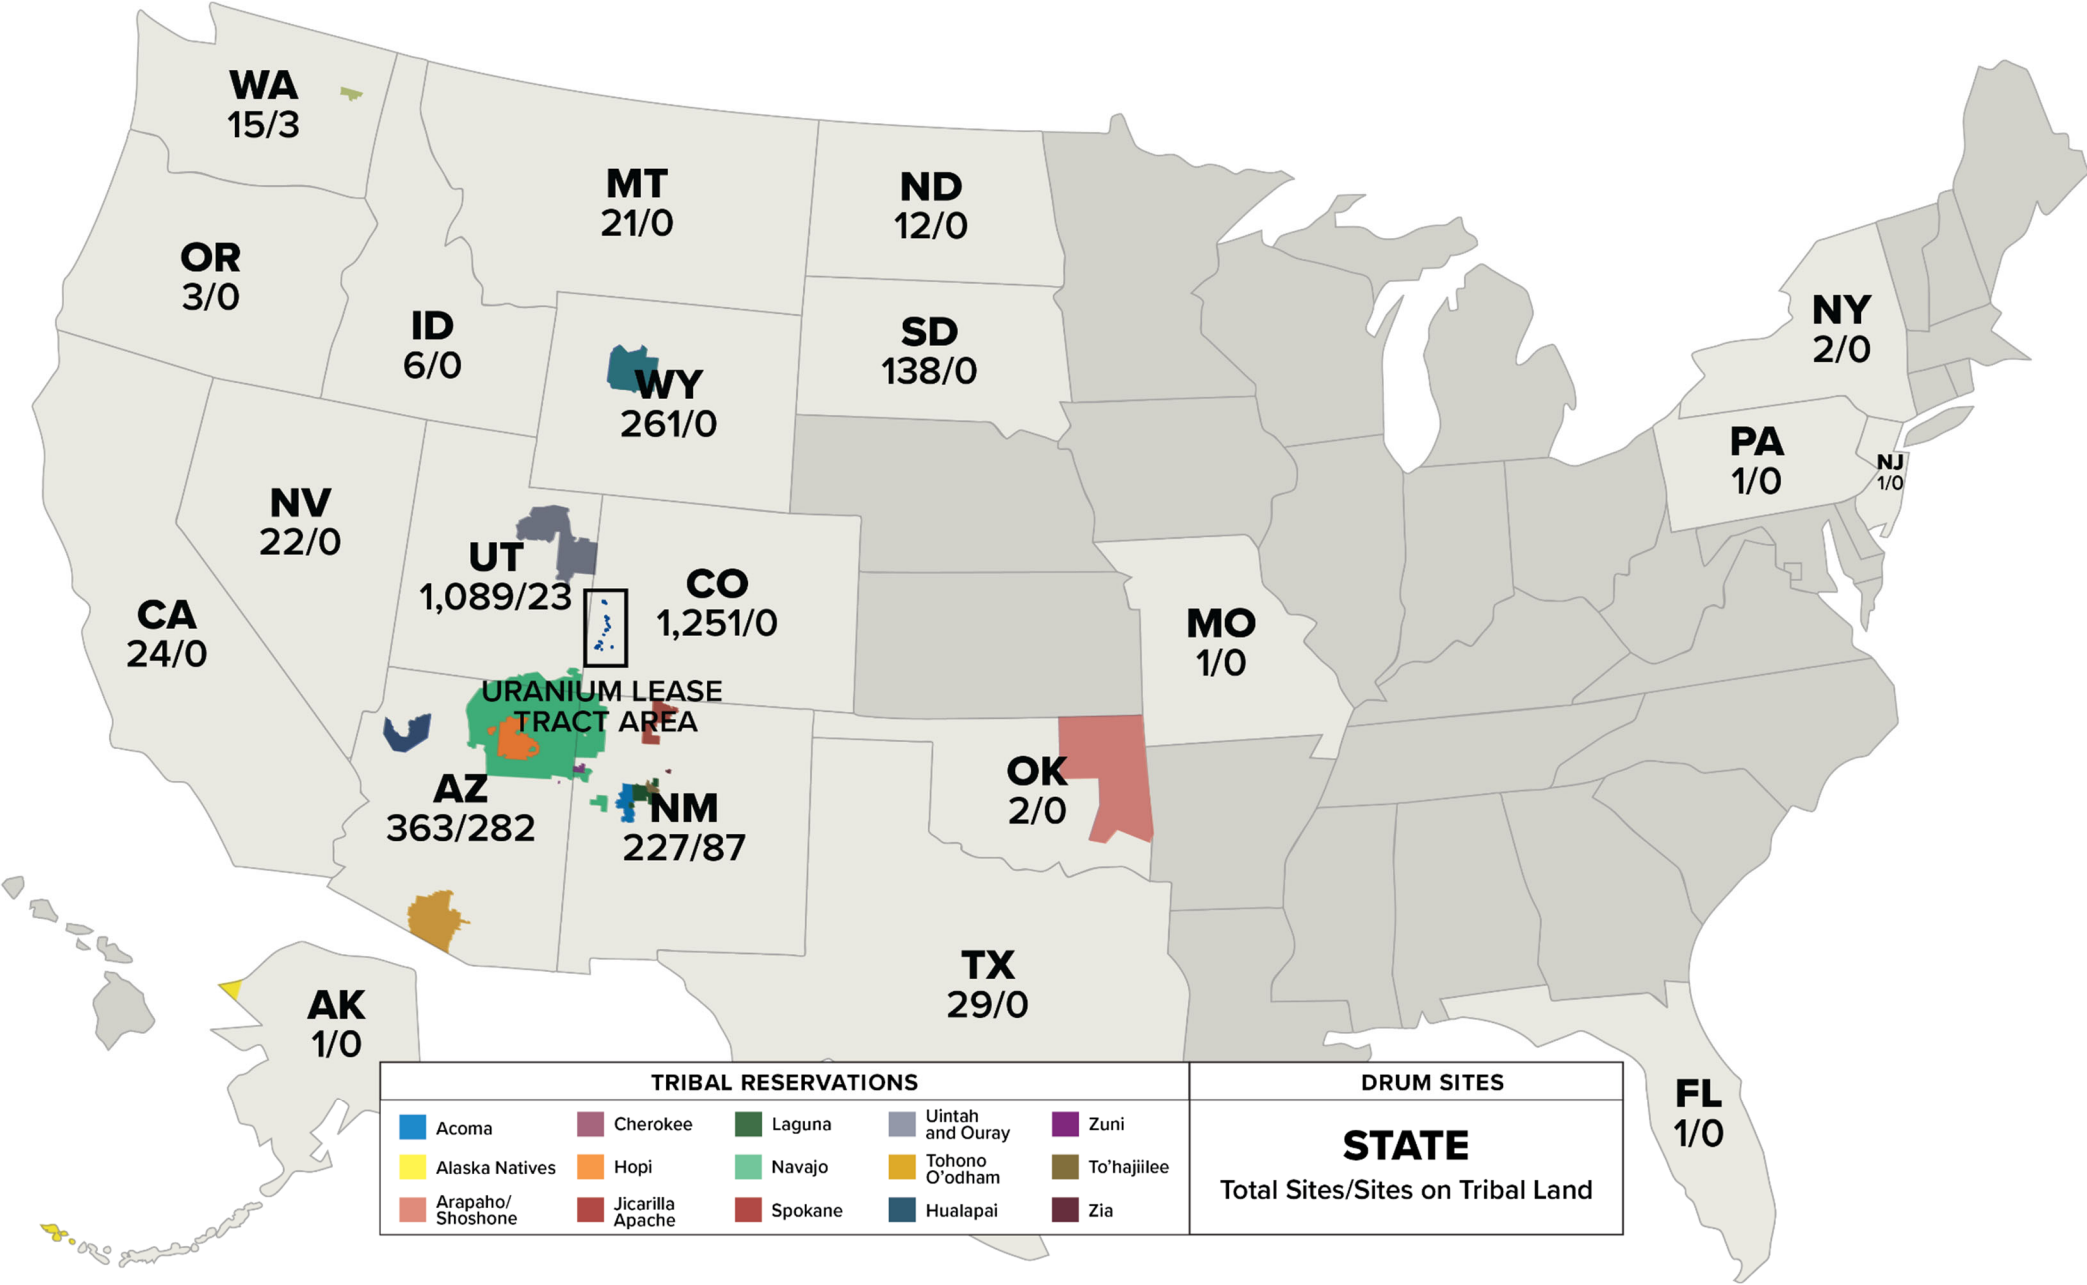 WA
15/3
MT
21/0
ND
12/0
OR
3/0
ID
6/0
SD
138/0
WY
261/0
NY
2/0
PA
1/0
NJ
1/0
NV
22/0
UT
1,089/23
CO
1,251/0
CA
24/0
MO
1/0
URANIUM LEASE
TRACT AREA
AZ
363/282
NM
227/87
OK
2/0
TX
29/0
AK
1/0
FL
1/0
TRIBAL RESERVATIONS
Acoma
Alaska Natives
Arapaho/
Shoshone
Cherokee
Hopi
Jicarilla
Apache
Laguna
Navajo
Spokane
Uintah
and Ouray
Tohono
O'odham
Hualapai
Zuni
To'hajiilee
Zia
DRUM SITES
STATE
Total Sites/Sites on Tribal Land